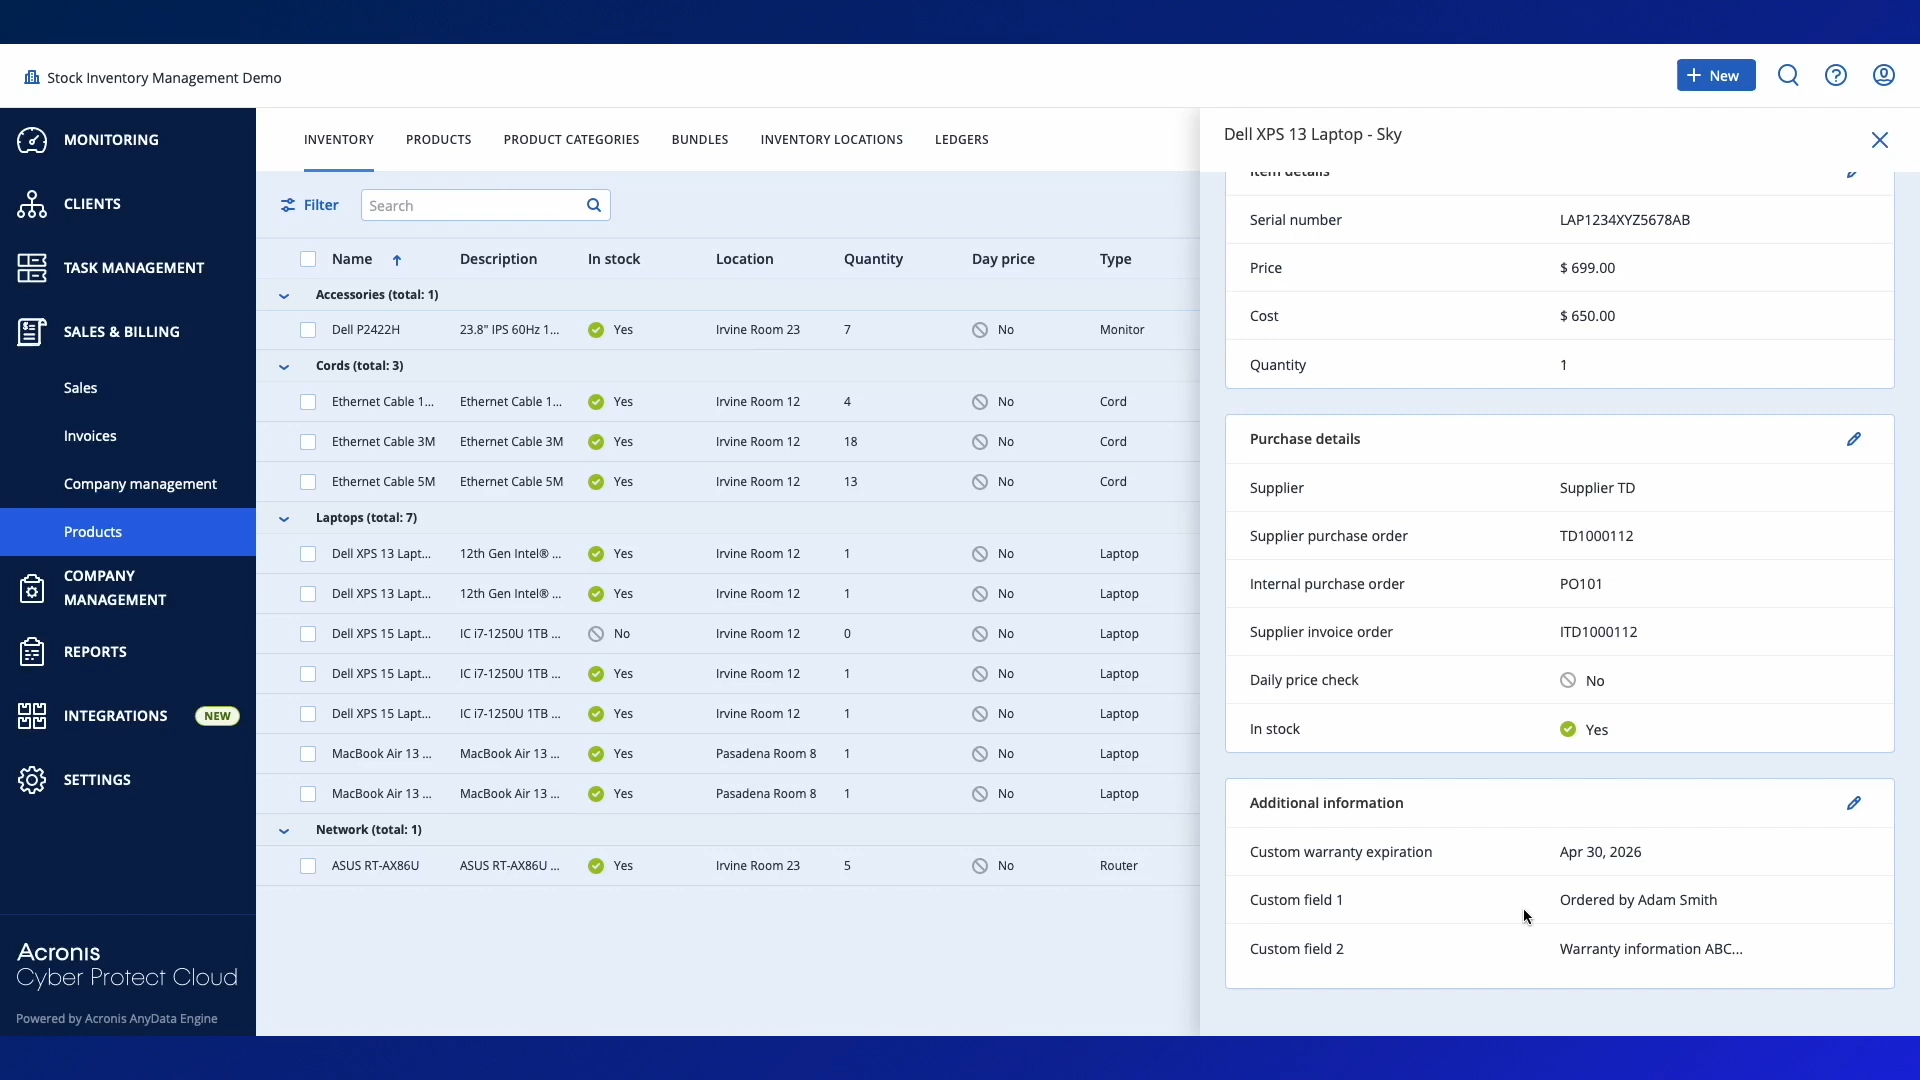 Stock Inventory Management Demo
+ New
MONITORING
CLIENTS
TASK MANAGEMENT
SALES & BILLING
Sales
Invoices
Company management
Products
COMPANY
MANAGEMENT
REPORTS
INTEGRATIONS NEW
SETTINGS
Acronis
Cyber Protect Cloud
Powered by Acronis AnyData Engine
INVENTORY PRODUCTS PRODUCT CATEGORIES BUNDLES INVENTORY LOCATIONS LEDGERS
Filter Search
Name Description In stock Location Quantity Day price Type
Accessories (total: 1)
Dell P2422H 23.8" IPS 60Hz 1... Yes Irvine Room 23 7 No Monitor
Cords (total: 3)
Ethernet Cable 1... Ethernet Cable 1... Yes Irvine Room 12 4 No Cord
Ethernet Cable 3M Ethernet Cable 3M Yes Irvine Room 12 18 No Cord
Ethernet Cable 5M Ethernet Cable 5M Yes Irvine Room 12 13 No Cord
Laptops (total: 7)
Dell XPS 13 Lapt... 12th Gen Intel® ... Yes Irvine Room 12 1 No Laptop
Dell XPS 13 Lapt... 12th Gen Intel® ... Yes Irvine Room 12 1 No Laptop
Dell XPS 15 Lapt... IC i7-1250U 1TB ... No Irvine Room 12 0 No Laptop
Dell XPS 15 Lapt... IC i7-1250U 1TB ... Yes Irvine Room 12 1 No Laptop
Dell XPS 15 Lapt... IC i7-1250U 1TB ... Yes Irvine Room 12 1 No Laptop
MacBook Air 13 ... MacBook Air 13 ... Yes Pasadena Room 8 1 No Laptop
MacBook Air 13 ... MacBook Air 13 ... Yes Pasadena Room 8 1 No Laptop
Network (total: 1)
ASUS RT-AX86U ASUS RT-AX86U ... Yes Irvine Room 23 5 No Router
Dell XPS 13 Laptop - Sky
Item details
Serial number LAP1234XYZ5678AB
Price $ 699.00
Cost $ 650.00
Quantity 1
Purchase details
Supplier Supplier TD
Supplier purchase order TD1000112
Internal purchase order PO101
Supplier invoice order ITD1000112
Daily price check No
In stock Yes
Additional information
Custom warranty expiration Apr 30, 2026
Custom field 1 Ordered by Adam Smith
Custom field 2 Warranty information ABC...